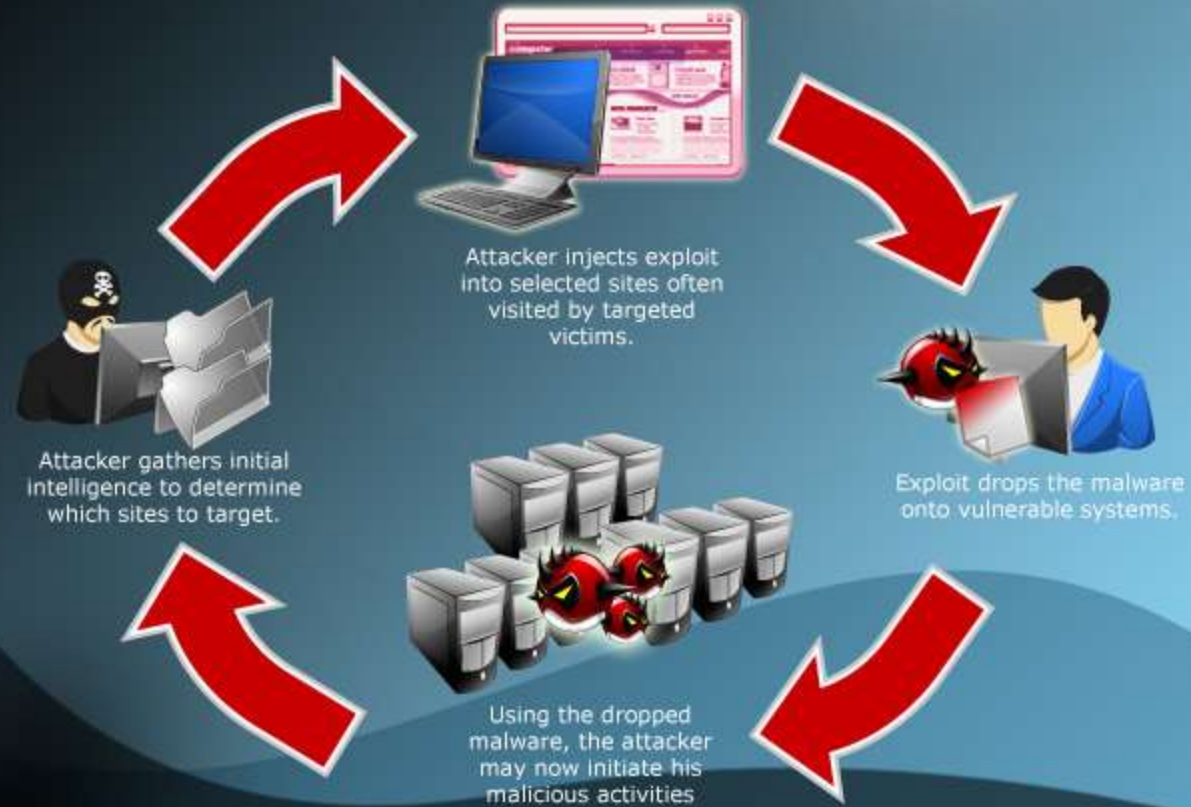 computer
Attacker injects exploit
into selected sites often
visited by targeted
victims.
Attacker gathers initial
intelligence to determine
which sites to target.
Exploit drops the malware
onto vulnerable systems.
Using the dropped
malware, the attacker
may now initiate his
malicious activities